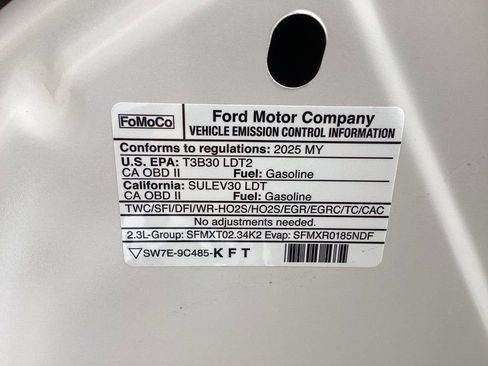 FoMoCo
Ford Motor Company
VEHICLE EMISSION CONTROL INFORMATION
Conforms to regulations: 2025 MY
U.S. EPA: T3B30 LDT2
CA OBD II Fuel: Gasoline
California: SULEV30 LDT
CA OBD II Fuel: Gasoline
TWC/SFI/DFI/WR-HO2S/HO2S/EGR/EGRC/TC/CAC
No adjustments needed.
2.3L-Group: SFMXT02.34K2 Evap: SFMXR0185NDF
SW7E-9C485-KFT